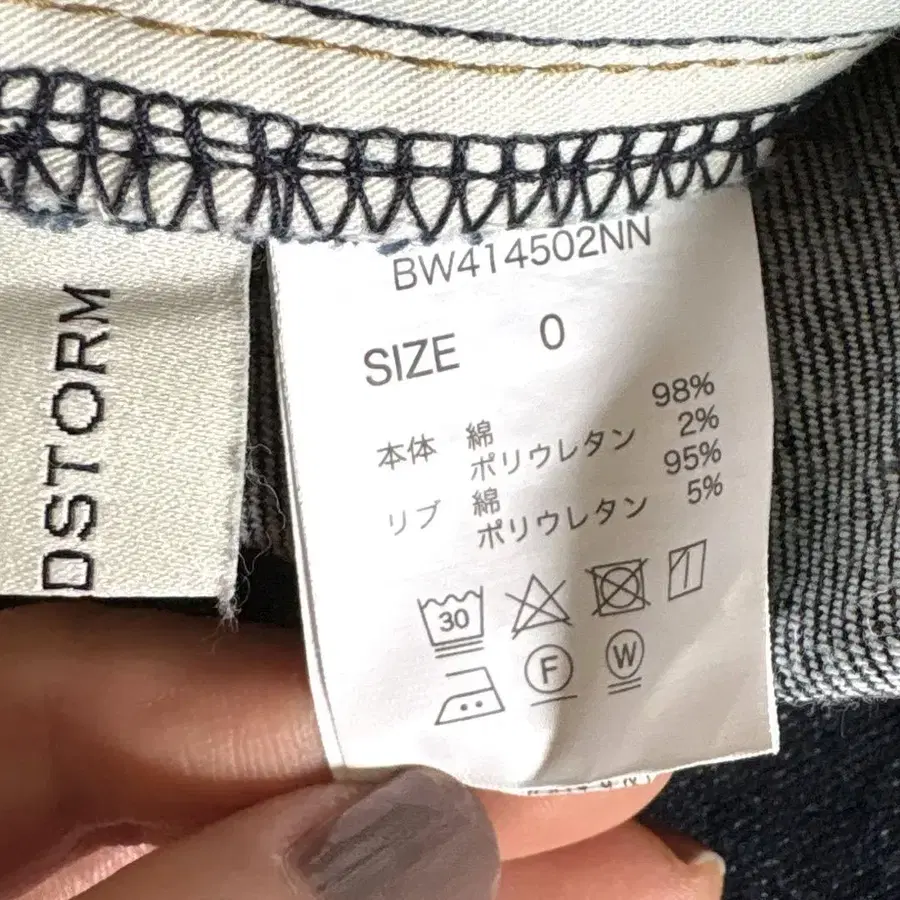 DSTORM
BW414502NN
SIZE 0
98%
本体 綿 2%
ポリウレタン 95%
リブ 綿 5%
ポリウレタン
30
F W